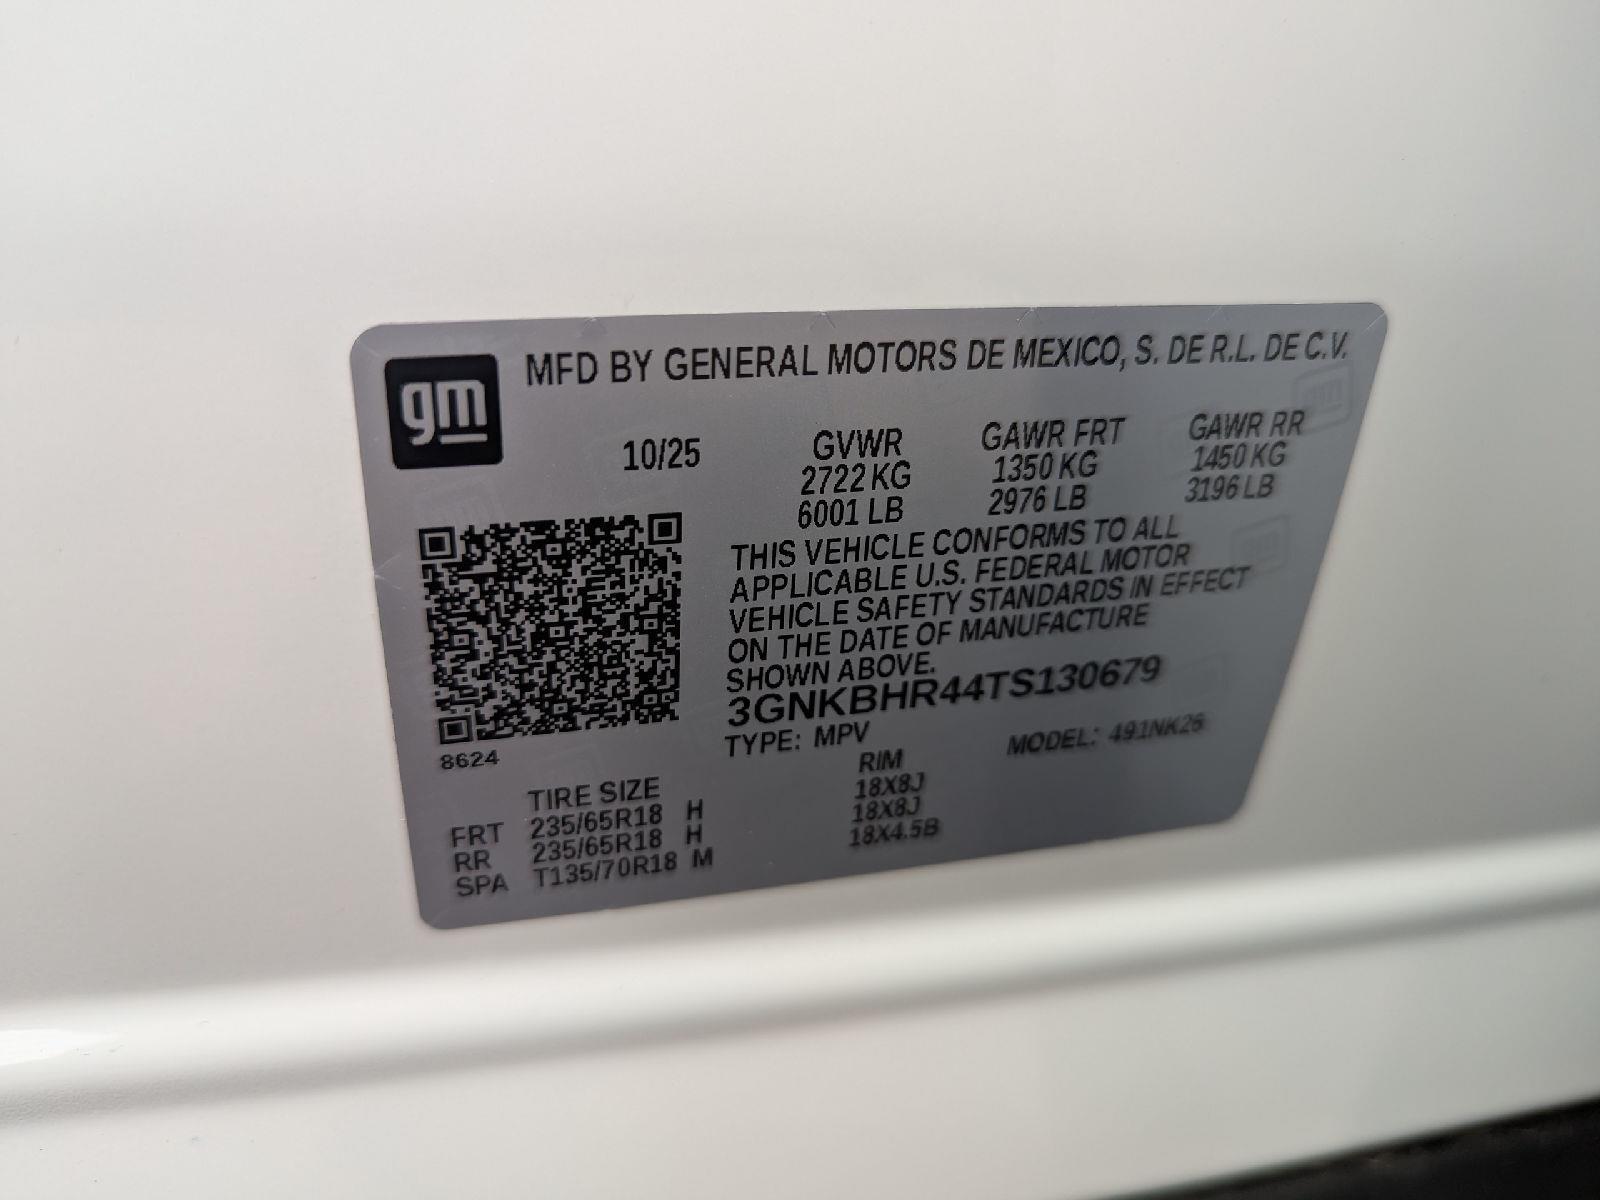 gm
MFD BY GENERAL MOTORS DE MEXICO, S. DE R.L. DE C.V.
10/25 GVWR GAWR FRT GAWR RR
2722 KG 1350 KG 1450 KG
6001 LB 2976 LB 3196 LB
THIS VEHICLE CONFORMS TO ALL
APPLICABLE U.S. FEDERAL MOTOR
VEHICLE SAFETY STANDARDS IN EFFECT
ON THE DATE OF MANUFACTURE
SHOWN ABOVE.
3GNKBHR44TS130679
TYPE: MPV MODEL: 491NK26
8624
TIRE SIZE RIM
FRT 235/65R18 H 18X8J
RR 235/65R18 H 18X8J
SPA T135/70R18 M 18X4.5B